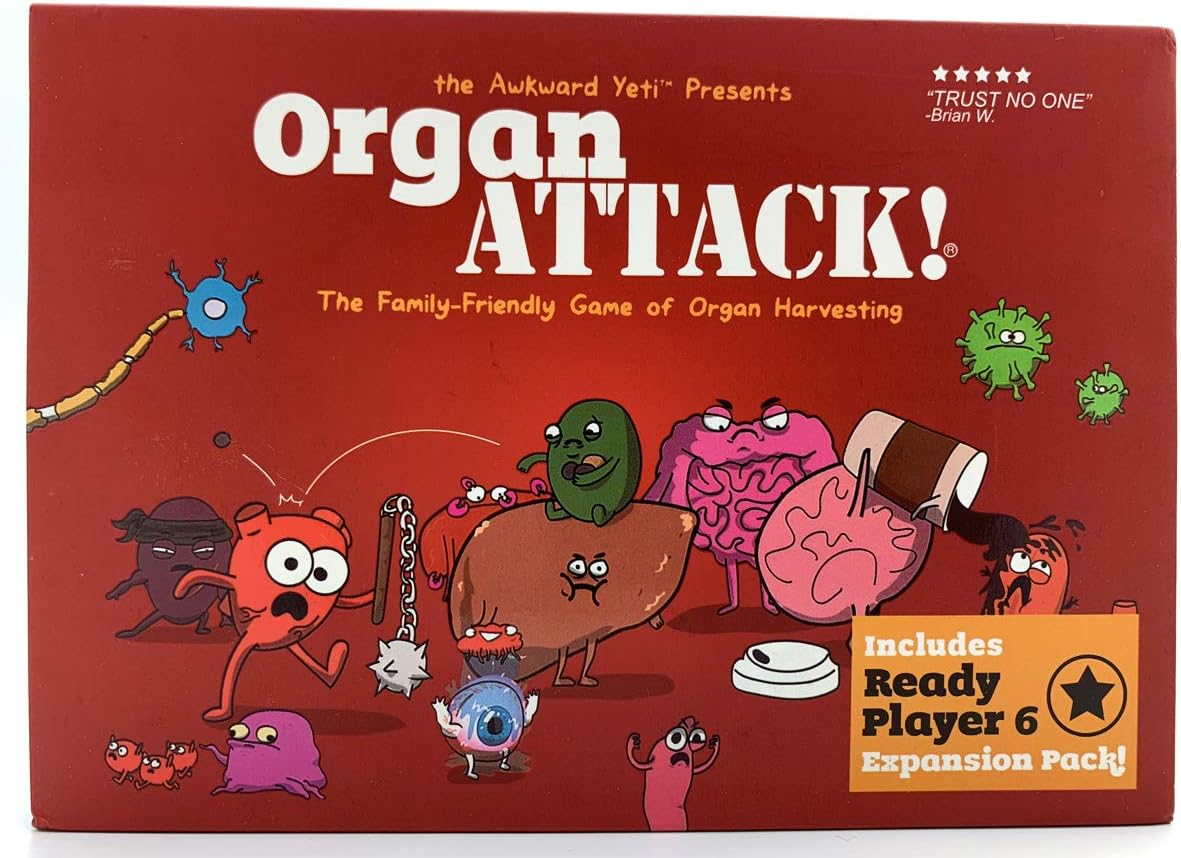 the Awkward Yeti™ Presents
Organ
ATTACK!®
The Family-Friendly Game of Organ Harvesting
"TRUST NO ONE"
-Brian W.
Includes
Ready
Player 6
Expansion Pack!